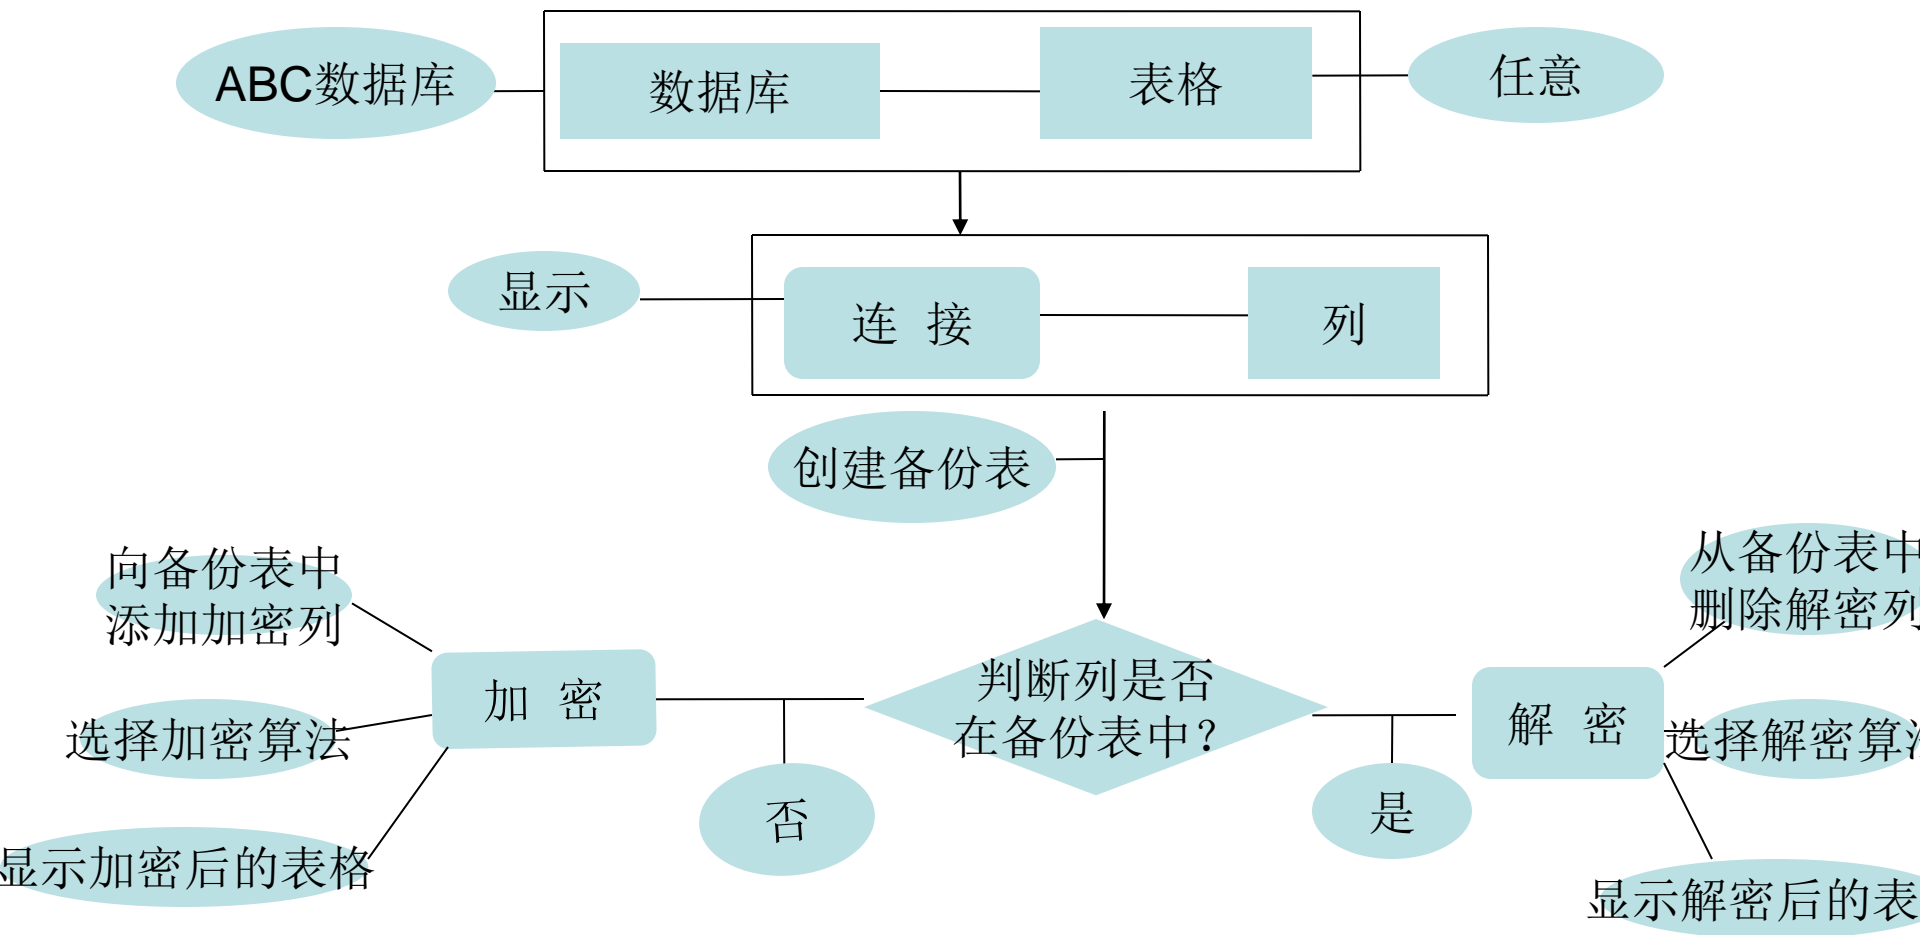 ABC数据库
数据库
表格
任意
显示
连 接
列
创建备份表
向备份表中
添加加密列
从备份表中
删除解密列
加 密
判断列是否
在备份表中?
解 密
选择加密算法
选择解密算法
否
是
显示加密后的表格
显示解密后的表